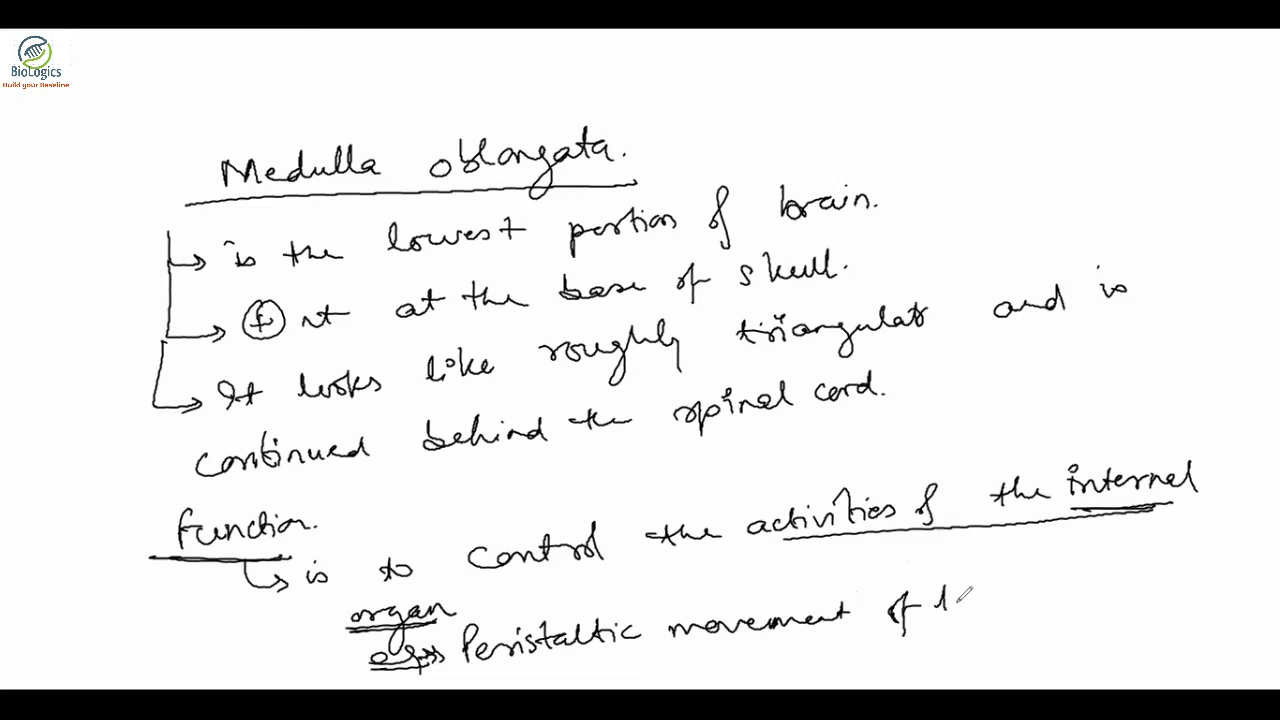 BioLogics
Build your Baseline
Medulla oblongata.
is the lowest portion of brain.
nt at the base of skull.
It looks like roughly triangular and is
continued behind the spinal cord.
Function.
is to control the activities of the internal
organ
Peristaltic movement of